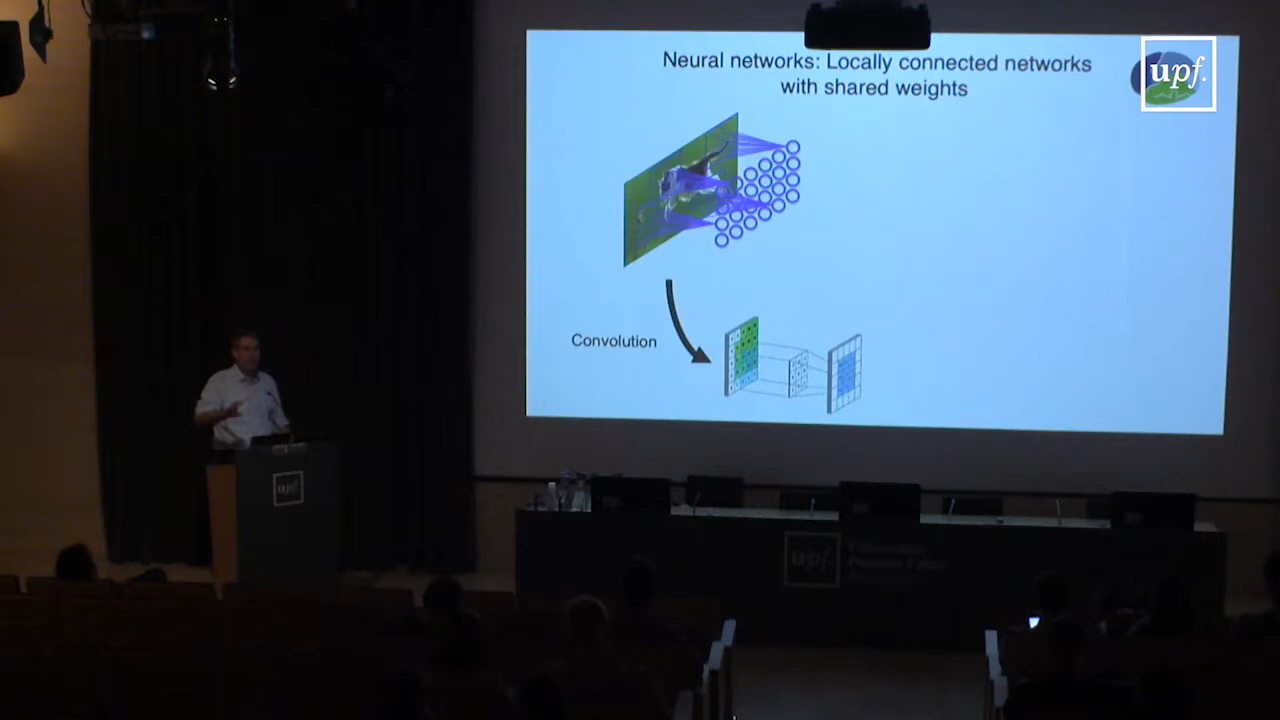 Neural networks: Locally connected networks
with shared weights
upf.
Convolution
upf.
upf.